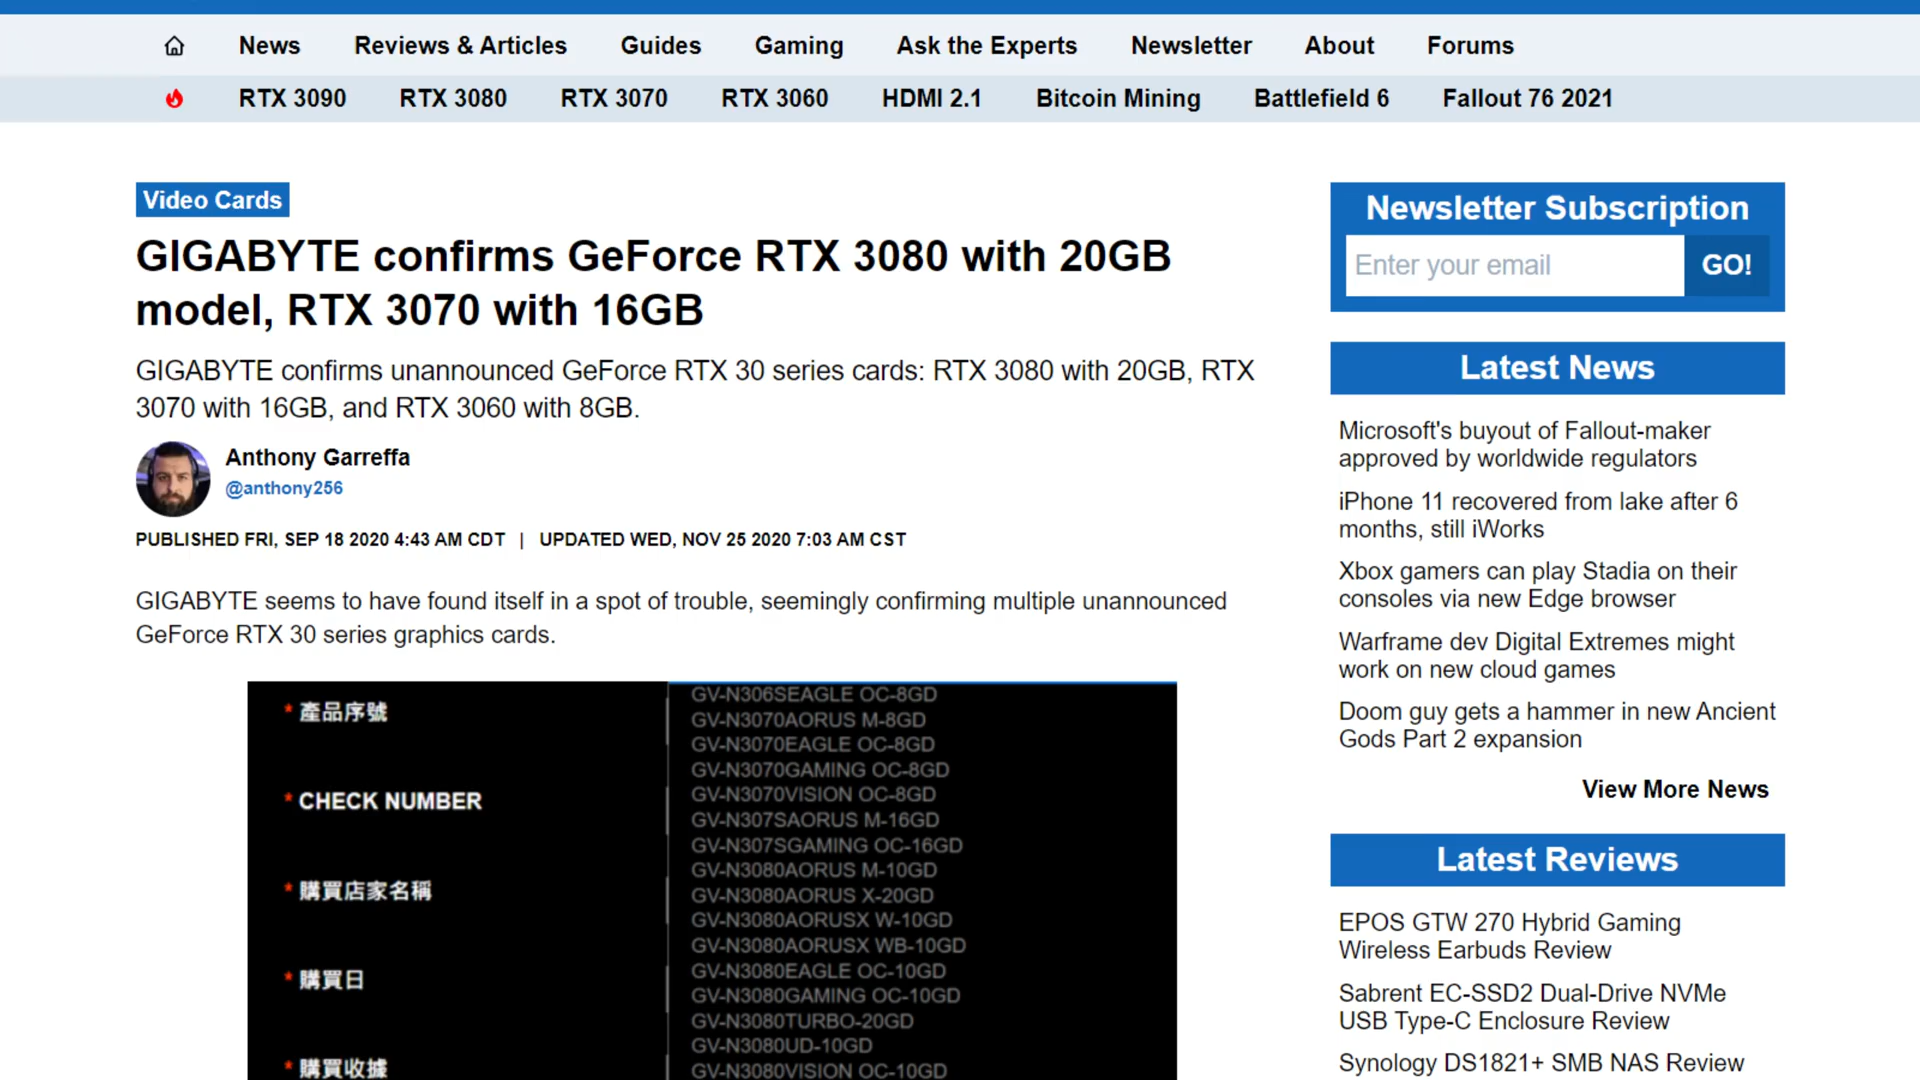 News Reviews & Articles Guides Gaming Ask the Experts Newsletter About Forums
RTX 3090 RTX 3080 RTX 3070 RTX 3060 HDMI 2.1 Bitcoin Mining Battlefield 6 Fallout 76 2021
Video Cards
GIGABYTE confirms GeForce RTX 3080 with 20GB
model, RTX 3070 with 16GB
GIGABYTE confirms unannounced GeForce RTX 30 series cards: RTX 3080 with 20GB, RTX
3070 with 16GB, and RTX 3060 with 8GB.
Anthony Garreffa
@anthony256
PUBLISHED FRI, SEP 18 2020 4:43 AM CDT | UPDATED WED, NOV 25 2020 7:03 AM CST
GIGABYTE seems to have found itself in a spot of trouble, seemingly confirming multiple unannounced
GeForce RTX 30 series graphics cards.
* 產品序號
* CHECK NUMBER
* 購買店家名稱
* 購買日
* 購買收據
GV-N306SEAGLE OC-8GD
GV-N3070AORUS M-8GD
GV-N3070EAGLE OC-8GD
GV-N3070GAMING OC-8GD
GV-N3070VISION OC-8GD
GV-N307SAORUS M-16GD
GV-N307SGAMING OC-16GD
GV-N3080AORUS M-10GD
GV-N3080AORUS X-20GD
GV-N3080AORUSX W-10GD
GV-N3080AORUSX WB-10GD
GV-N3080EAGLE OC-10GD
GV-N3080GAMING OC-10GD
GV-N3080TURBO-20GD
GV-N3080UD-10GD
GV-N3080VISION OC-10GD
Newsletter Subscription
Enter your email GO!
Latest News
Microsoft's buyout of Fallout-maker
approved by worldwide regulators
iPhone 11 recovered from lake after 6
months, still iWorks
Xbox gamers can play Stadia on their
consoles via new Edge browser
Warframe dev Digital Extremes might
work on new cloud games
Doom guy gets a hammer in new Ancient
Gods Part 2 expansion
View More News
Latest Reviews
EPOS GTW 270 Hybrid Gaming
Wireless Earbuds Review
Sabrent EC-SSD2 Dual-Drive NVMe
USB Type-C Enclosure Review
Synology DS1821+ SMB NAS Review